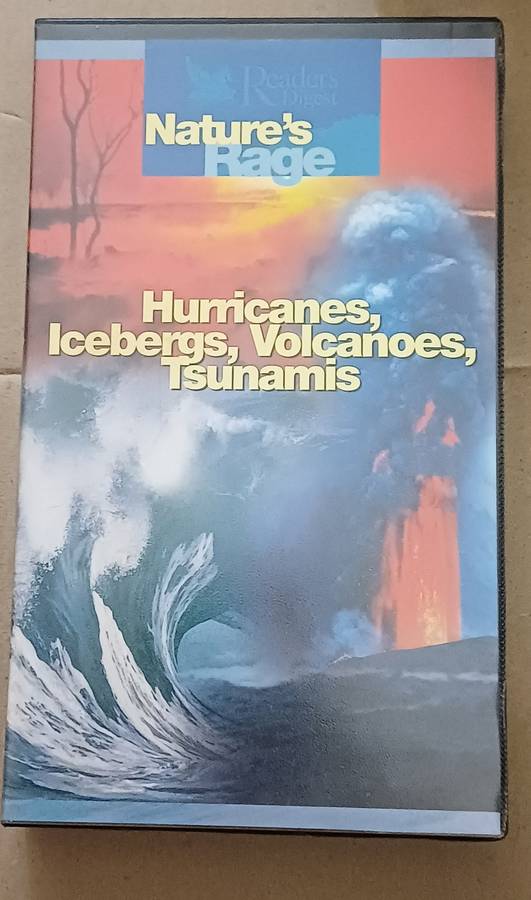 Reader's
Digest
Nature's
Rage
Hurricanes,
Icebergs, Volcanoes,
Tsunamis